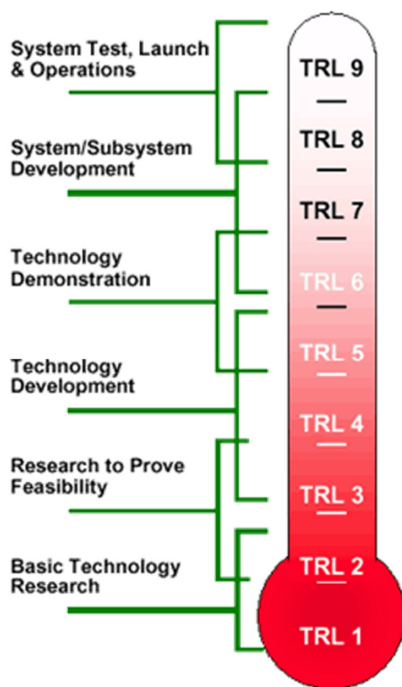 System Test, Launch
& Operations
System/Subsystem
Development
Technology
Demonstration
Technology
Development
Research to Prove
Feasibility
Basic Technology
Research
TRL 9
TRL 8
TRL 7
TRL 6
TRL 5
TRL 4
TRL 3
TRL 2
TRL 1